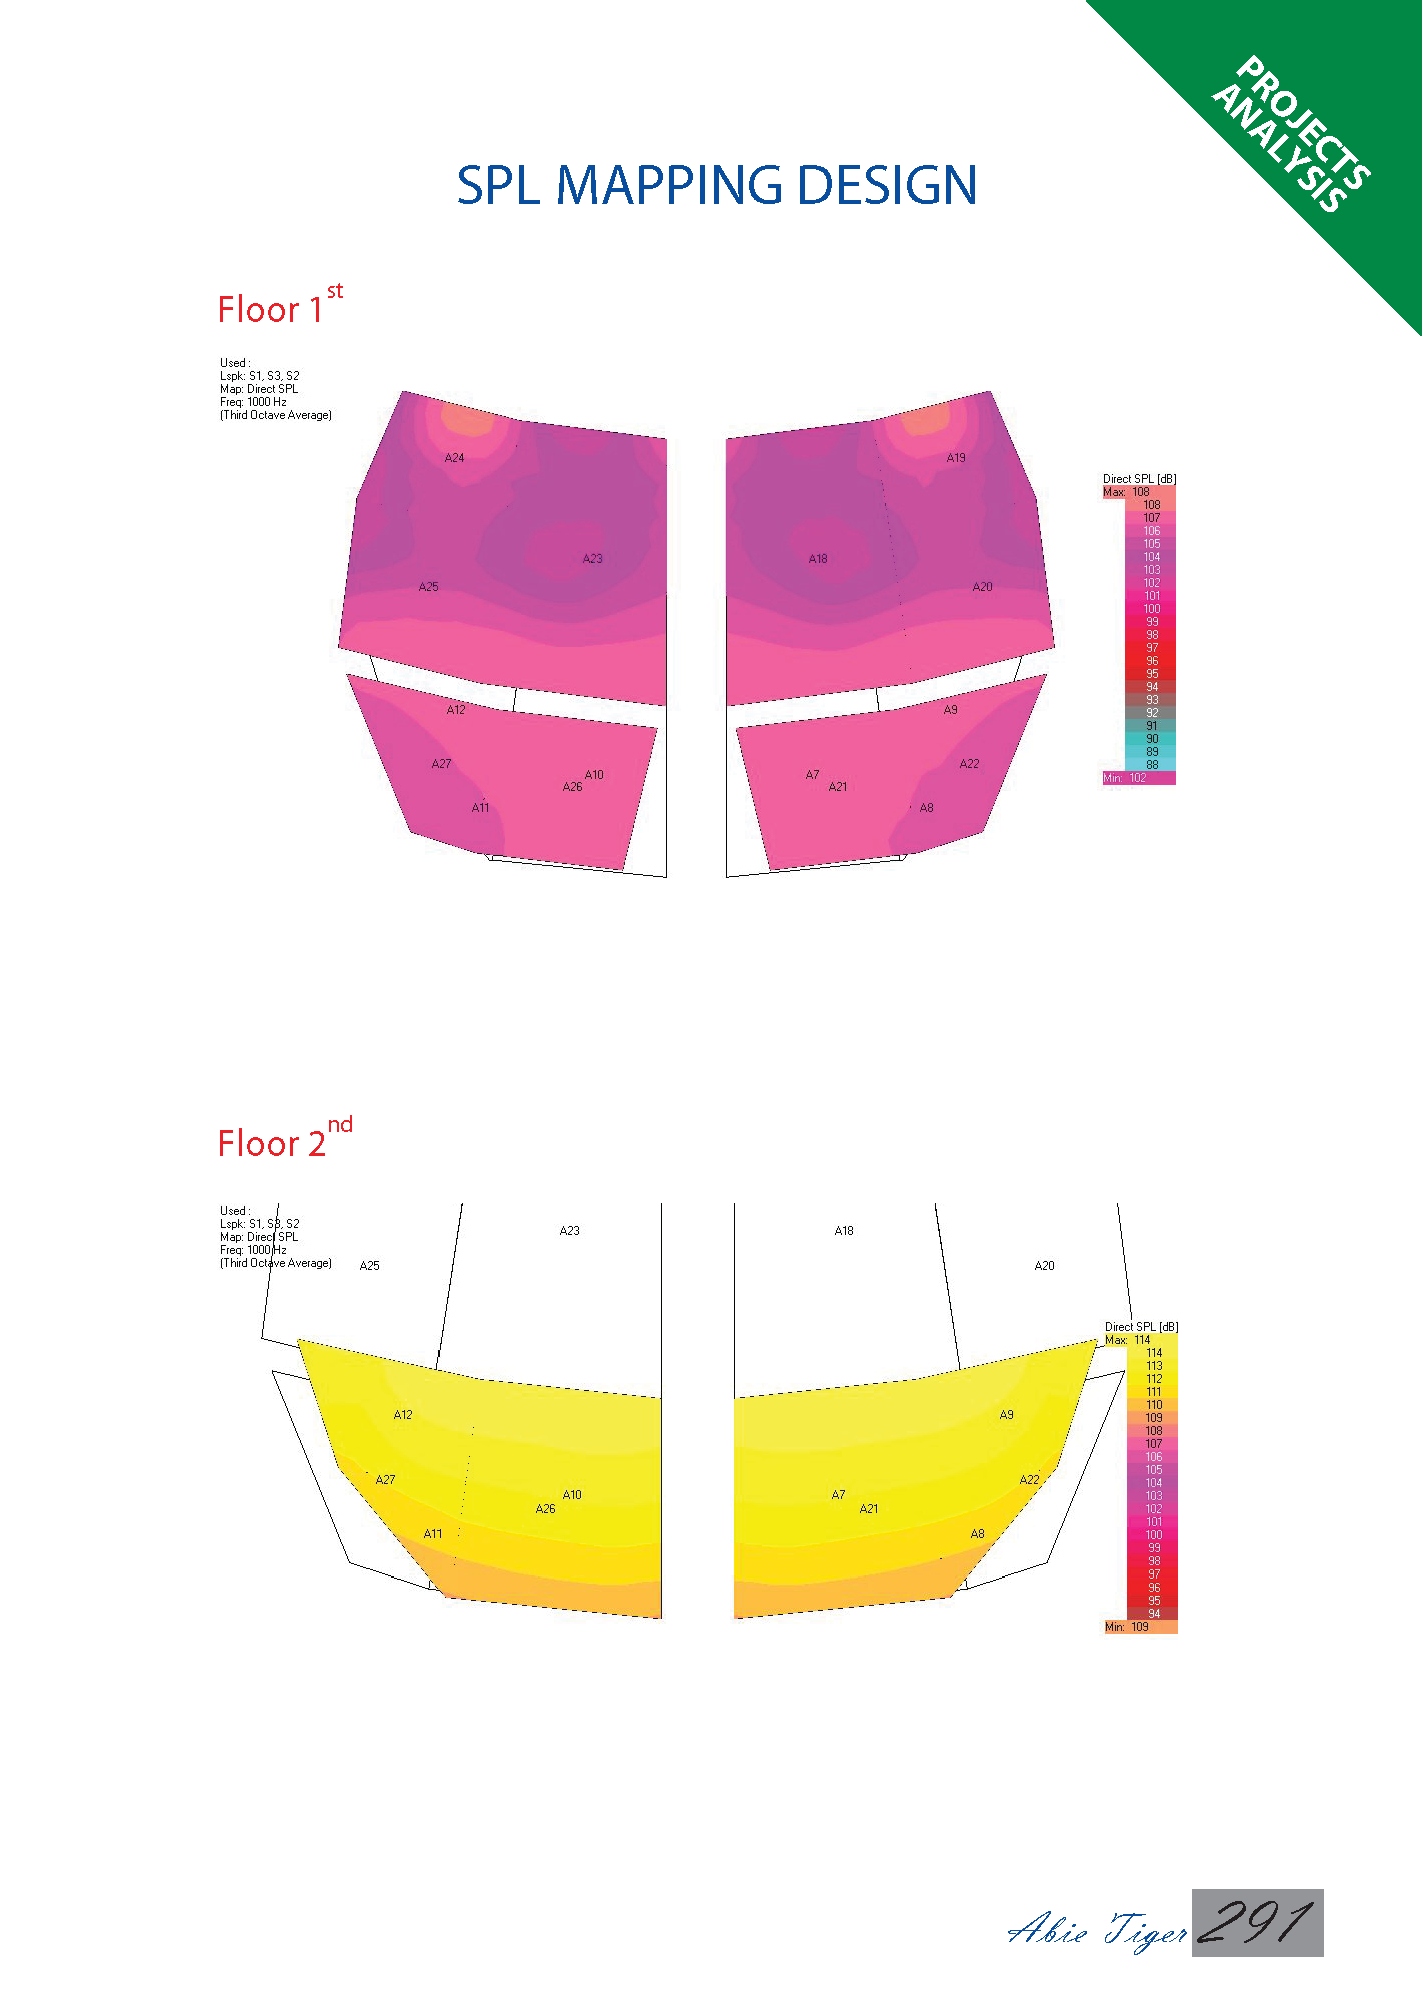 PROJECTS
ANALYSIS
SPL MAPPING DESIGN
Floor 1st
Used :
Lspk: S1, S3, S2
Map: Direct SPL
Freq: 1000 Hz
(Third Octave Average)
A24
A19
A23
A18
A25
A20
A12
A9
A27
A10
A26
A11
A7
A21
A22
A8
Direct SPL [dB]
Max: 108
108
107
106
105
104
103
102
101
100
99
98
97
96
95
94
93
92
91
90
89
88
Min: 102
Floor 2nd
Used :
Lspk: S1, S3, S2
Map: Direct SPL
Freq: 1000 Hz
(Third Octave Average)
A25
A23
A18
A20
A12
A9
A27
A10
A26
A11
A7
A21
A22
A8
Direct SPL [dB]
Max: 114
114
113
112
111
110
109
108
107
106
105
104
103
102
101
100
99
98
97
96
95
94
Min: 109
Abie Tiger 291